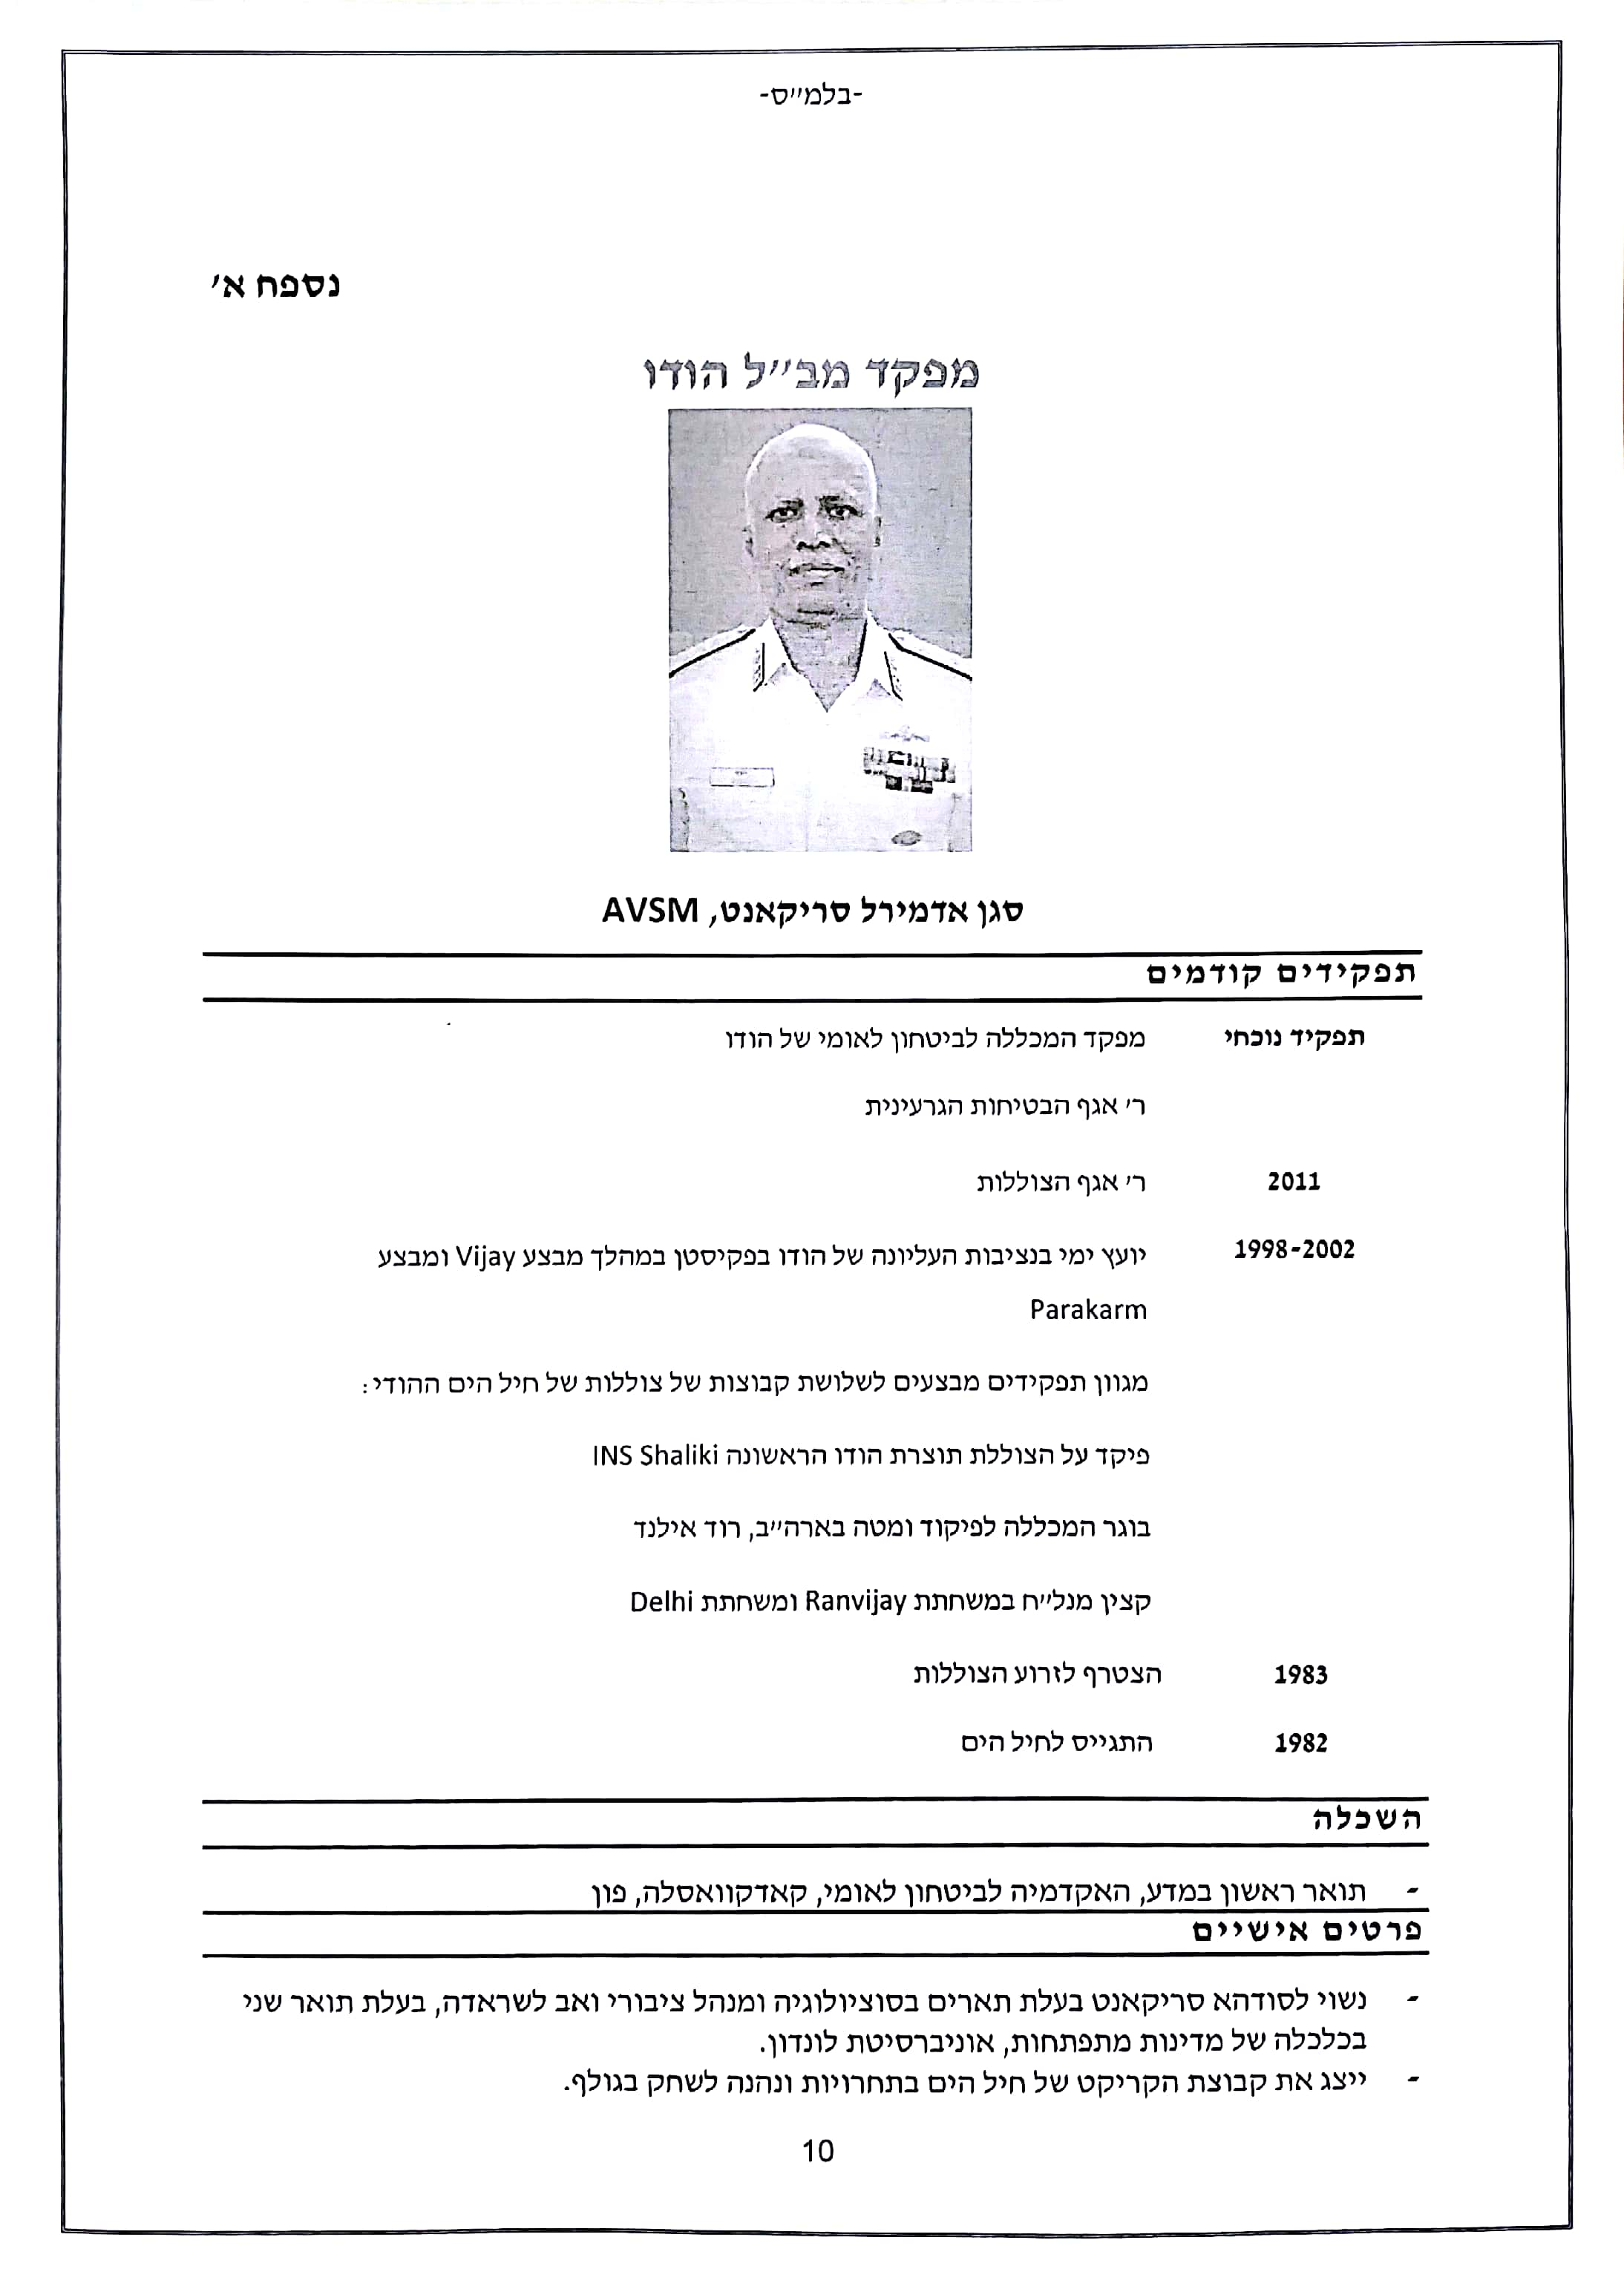 -בלמ״ס-
נספח א׳
מפקד מב״ל הודו
סגן אדמירל סריקאנט, AVSM
תפקידים קודמים
תפקיד נוכחי מפקד המכללה לביטחון לאומי של הודו
ר׳ אגף הבטיחות הגרעינית
2011 ר׳ אגף הצוללות
1998-2002 יועץ ימי בנציבות העליונה של הודו בפקיסטן במהלך מבצע Vijay ומבצע
Parakarm
מגוון תפקידים מבצעים לשלושת קבוצות של צוללות של חיל הים ההודי:
פיקד על הצוללת תוצרת הודו הראשונה INS Shaliki
בוגר המכללה לפיקוד ומטה בארה״ב, רוד אילנד
קצין מנל״ח במשחתת Ranvijay ומשחתת Delhi
1983 הצטרף לזרוע הצוללות
1982 התגייס לחיל הים
השכלה
- תואר ראשון במדע, האקדמיה לביטחון לאומי, קאדקוואסלה, פון
פרטים אישיים
- נשוי לסודהא סריקאנט בעלת תארים בסוציולוגיה ומנהל ציבורי ואב לשראדה, בעלת תואר שני
בכלכלה של מדינות מתפתחות, אוניברסיטת לונדון.
- ייצג את קבוצת הקריקט של חיל הים בתחרויות ונהנה לשחק בגולף.
10